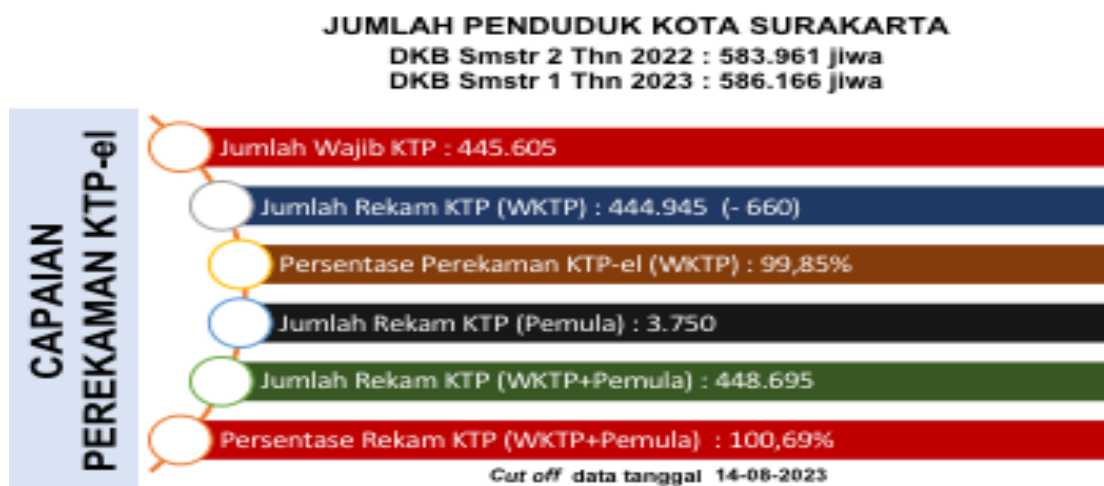 JUMLAH PENDUDUK KOTA SURAKARTA
DKB Smstr 2 Thn 2022 : 583.961 jiwa
DKB Smstr 1 Thn 2023 : 586.166 jiwa
CAPAIAN
PEREKAMAN KTP-el
Jumlah Wajib KTP : 445.605
Jumlah Rekam KTP (WKTP) : 444.945 (- 660)
Persentase Perekaman KTP-el (WKTP) : 99,85%
Jumlah Rekam KTP (Pemula) : 3.750
Jumlah Rekam KTP (WKTP+Pemula) : 448.695
Persentase Rekam KTP (WKTP+Pemula) : 100,69%
Cut off data tanggal 14-08-2023